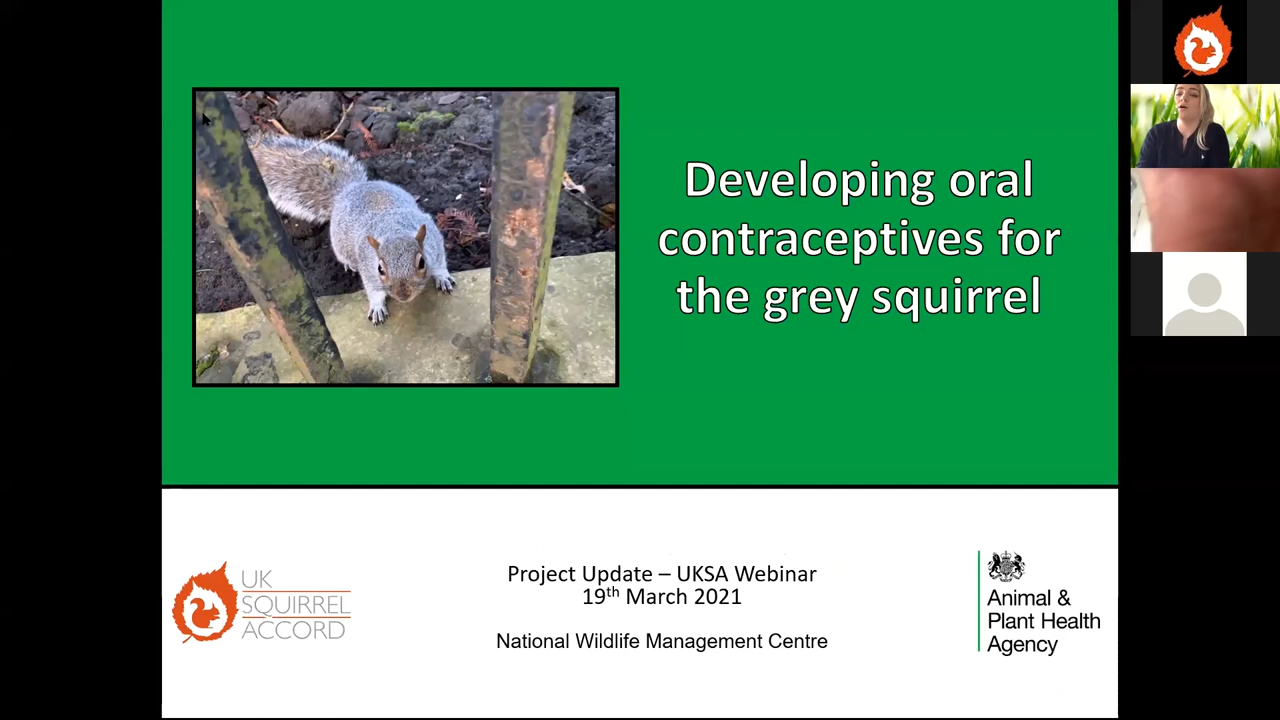 Developing oral
contraceptives for
the grey squirrel
UK
SQUIRREL
ACCORD
Project Update – UKSA Webinar
19th March 2021
National Wildlife Management Centre
Animal &
Plant Health
Agency